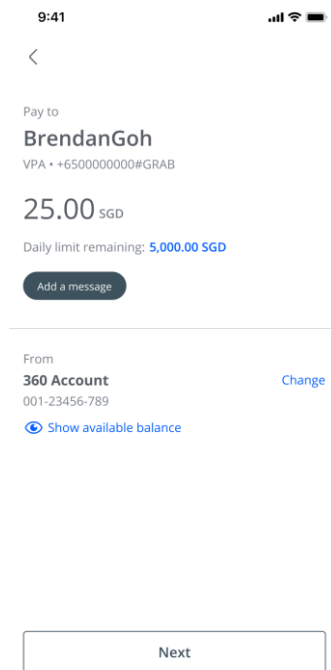 9:41
Pay to
BrendanGoh
VPA • +6500000000#GRAB
25.00 SGD
Daily limit remaining: 5,000.00 SGD
Add a message
From
360 Account
Change
001-23456-789
Show available balance
Next